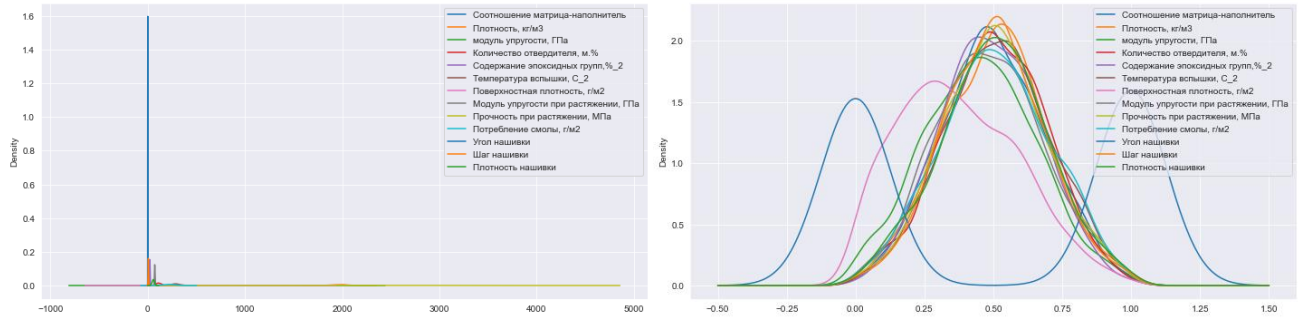 Density
1.6
1.4
1.2
1.0
0.8
0.6
0.4
0.2
0.0
-1000
0
1000
2000
3000
4000
5000
Соотношение матрица-наполнитель
Плотность, кг/м3
модуль упругости, ГПа
Количество отвердителя, м.%
Содержание эпоксидных групп,%_2
Температура вспышки, С_2
Поверхностная плотность, г/м2
Модуль упругости при растяжении, ГПа
Прочность при растяжении, МПа
Потребление смолы, г/м2
Угол нашивки
Шаг нашивки
Плотность нашивки
Density
2.0
1.5
1.0
0.5
0.0
-0.50
-0.25
0.00
0.25
0.50
0.75
1.00
1.25
1.50
Соотношение матрица-наполнитель
Плотность, кг/м3
модуль упругости, ГПа
Количество отвердителя, м.%
Содержание эпоксидных групп,%_2
Температура вспышки, С_2
Поверхностная плотность, г/м2
Модуль упругости при растяжении, ГПа
Прочность при растяжении, МПа
Потребление смолы, г/м2
Угол нашивки
Шаг нашивки
Плотность нашивки